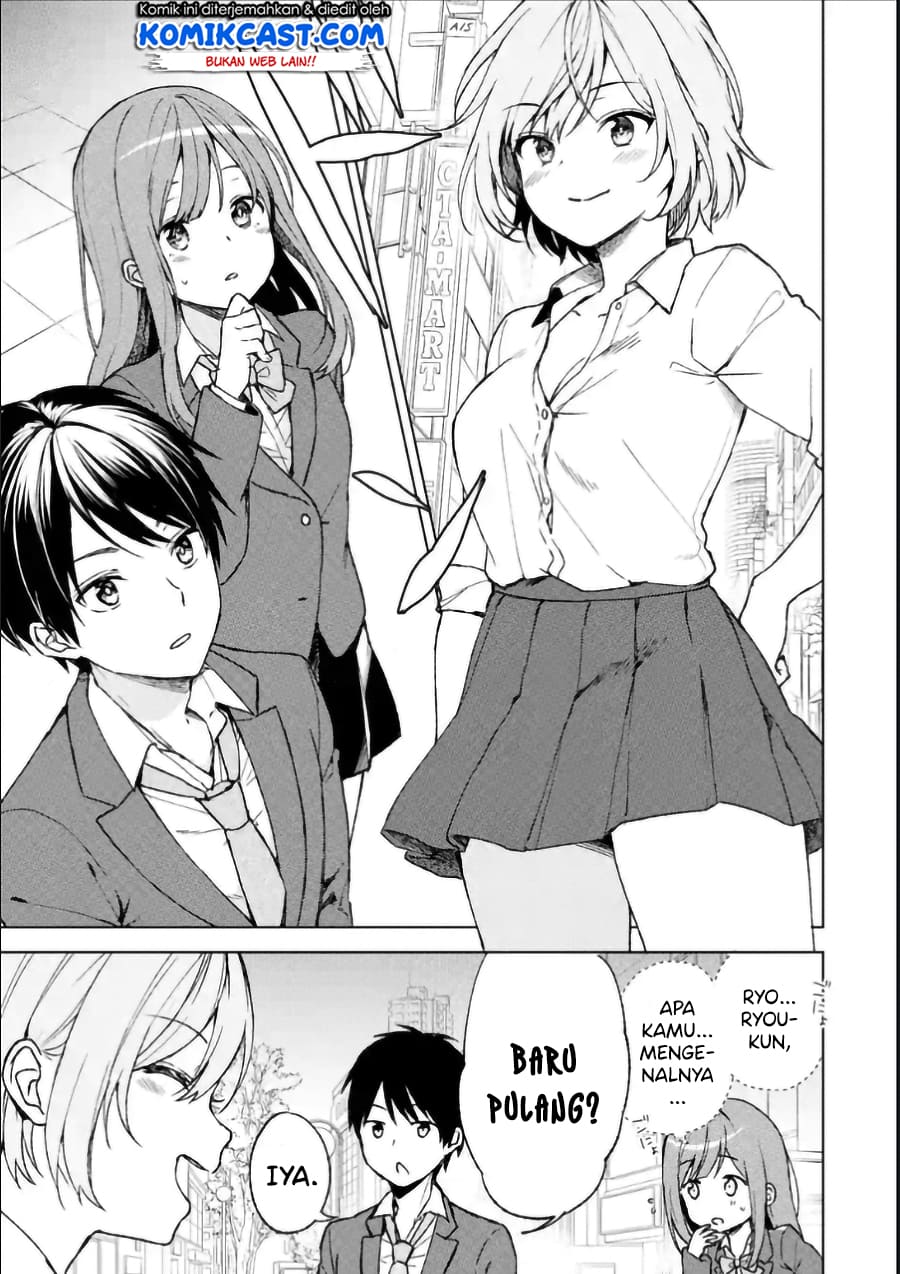 Komik ini diterjemahkan & diedit oleh
KOMIKCAST.COM
BUKAN WEB LAIN!!
AIS
CTA-MART
RYO...
RYOU-
KUN,
APA
KAMU...
MENGE-
NALNYA
...
BARU
PULANG?
IYA.